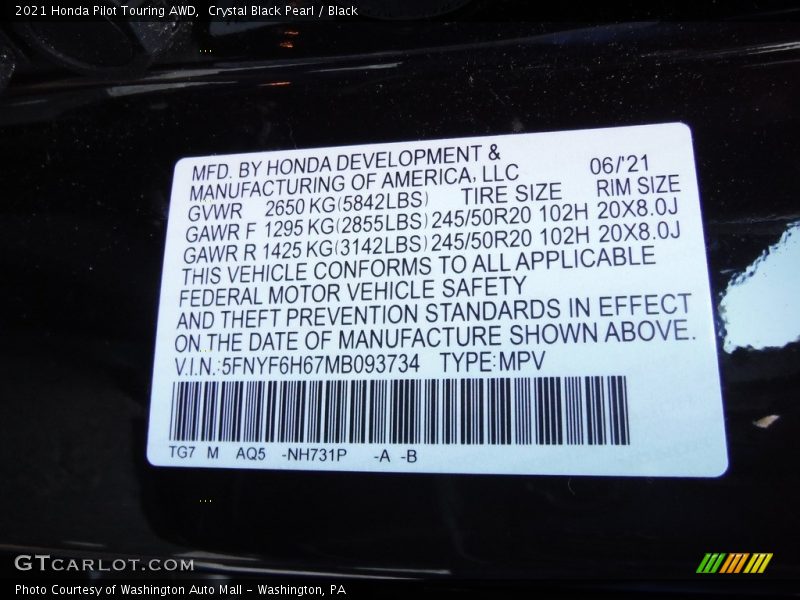 2021 Honda Pilot Touring AWD,  Crystal Black Pearl / Black
MFD. BY HONDA DEVELOPMENT &
MANUFACTURING OF AMERICA, LLC 06/'21
GVWR 2650 KG(5842LBS) TIRE SIZE RIM SIZE
GAWR F 1295 KG(2855LBS) 245/50R20 102H 20X8.0J
GAWR R 1425 KG(3142LBS) 245/50R20 102H 20X8.0J
THIS VEHICLE CONFORMS TO ALL APPLICABLE
FEDERAL MOTOR VEHICLE SAFETY
AND THEFT PREVENTION STANDARDS IN EFFECT
ON THE DATE OF MANUFACTURE SHOWN ABOVE.
V.I.N.:5FNYF6H67MB093734 TYPE:MPV
TG7 M AQ5 -NH731P -A -B
GTCARLOT.COM
Photo Courtesy of Washington Auto Mall - Washington, PA